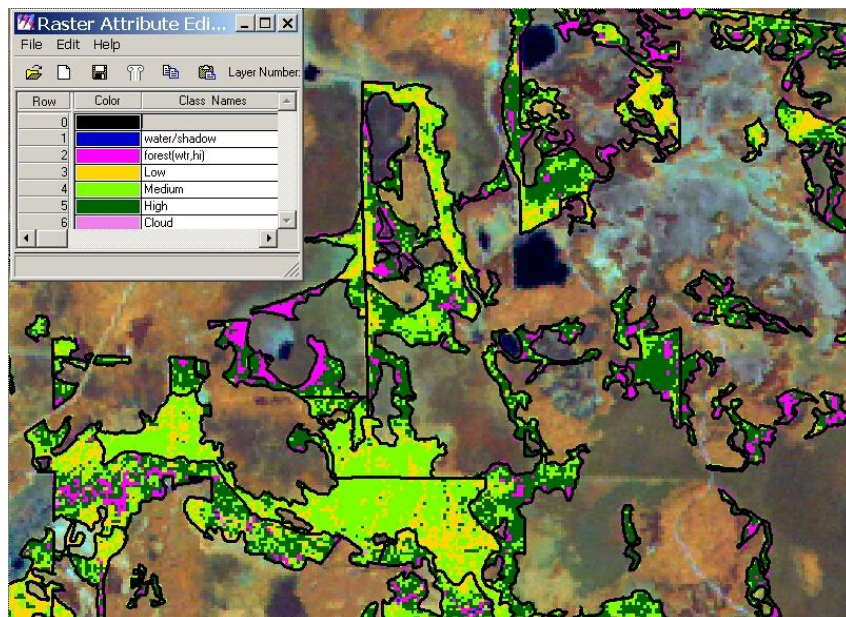 Raster Attribute Edi...
File Edit Help
Layer Number:
Row Color Class Names
0
1 water/shadow
2 forest(wtr,hi)
3 Low
4 Medium
5 High
6 Cloud